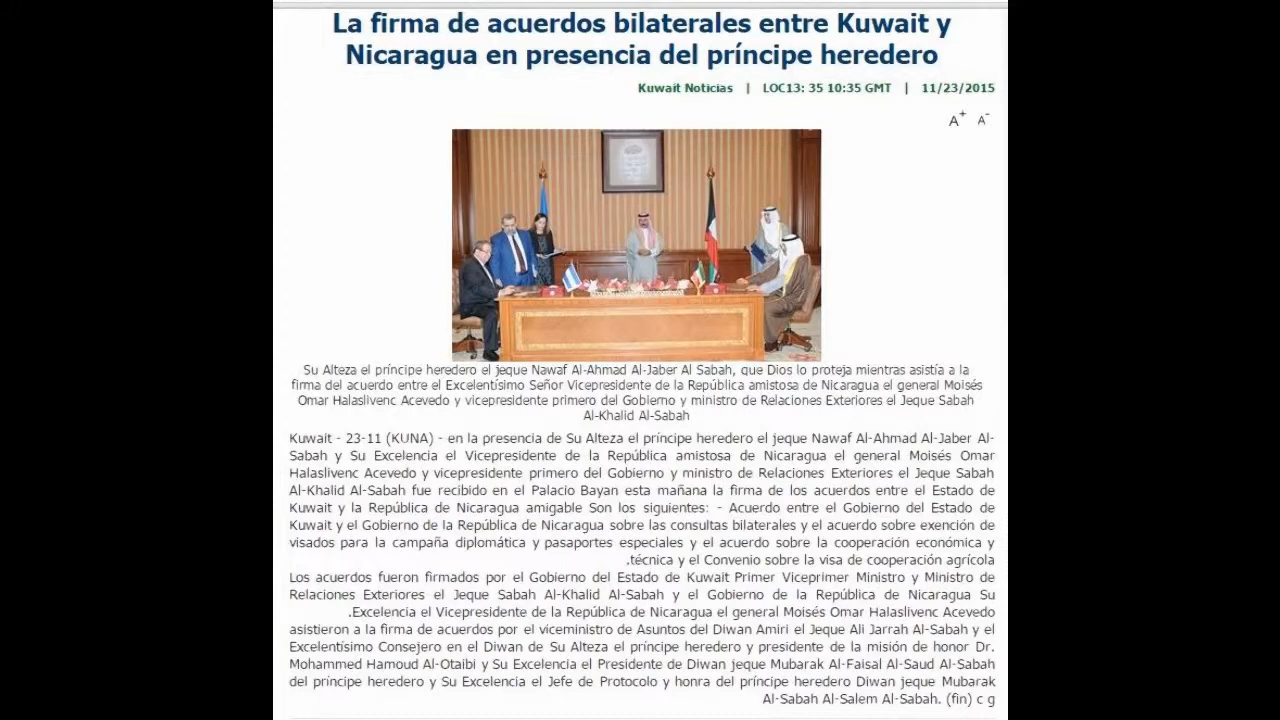 La firma de acuerdos bilaterales entre Kuwait y
Nicaragua en presencia del príncipe heredero
Kuwait Noticias | LOC13: 35 10:35 GMT | 11/23/2015
A+ A-
Su Alteza el príncipe heredero el jeque Nawaf Al-Ahmad Al-Jaber Al Sabah, que Dios lo proteja mientras asistía a la
firma del acuerdo entre el Excelentísimo Señor Vicepresidente de la República amistosa de Nicaragua el general Moisés
Omar Halaslivenc Acevedo y vicepresidente primero del Gobierno y ministro de Relaciones Exteriores el Jeque Sabah
Al-Khalid Al-Sabah
Kuwait - 23-11 (KUNA) - en la presencia de Su Alteza el príncipe heredero el jeque Nawaf Al-Ahmad Al-Jaber Al-
Sabah y Su Excelencia el Vicepresidente de la República amistosa de Nicaragua el general Moisés Omar
Halaslivenc Acevedo y vicepresidente primero del Gobierno y ministro de Relaciones Exteriores el Jeque Sabah
Al-Khalid Al-Sabah fue recibido en el Palacio Bayan esta mañana la firma de los acuerdos entre el Estado de
Kuwait y la República de Nicaragua amigable Son los siguientes: - Acuerdo entre el Gobierno del Estado de
Kuwait y el Gobierno de la República de Nicaragua sobre las consultas bilaterales y el acuerdo sobre exención de
visados para la campaña diplomática y pasaportes especiales y el acuerdo sobre la cooperación económica y
.técnica y el Convenio sobre la visa de cooperación agrícola
Los acuerdos fueron firmados por el Gobierno del Estado de Kuwait Primer Viceprimer Ministro y Ministro de
Relaciones Exteriores el Jeque Sabah Al-Khalid Al-Sabah y el Gobierno de la República de Nicaragua Su
.Excelencia el Vicepresidente de la República de Nicaragua el general Moisés Omar Halaslivenc Acevedo
asistieron a la firma de acuerdos por el viceministro de Asuntos del Diwan Amiri el Jeque Ali Jarrah Al-Sabah y el
Excelentísimo Consejero en el Diwan de Su Alteza el príncipe heredero y presidente de la misión de honor Dr.
Mohammed Hamoud Al-Otaibi y Su Excelencia el Presidente de Diwan jeque Mubarak Al-Faisal Al-Saud Al-Sabah
del príncipe heredero y Su Excelencia el Jefe de Protocolo y honra del príncipe heredero Diwan jeque Mubarak
Al-Sabah Al-Salem Al-Sabah. (fin) c g